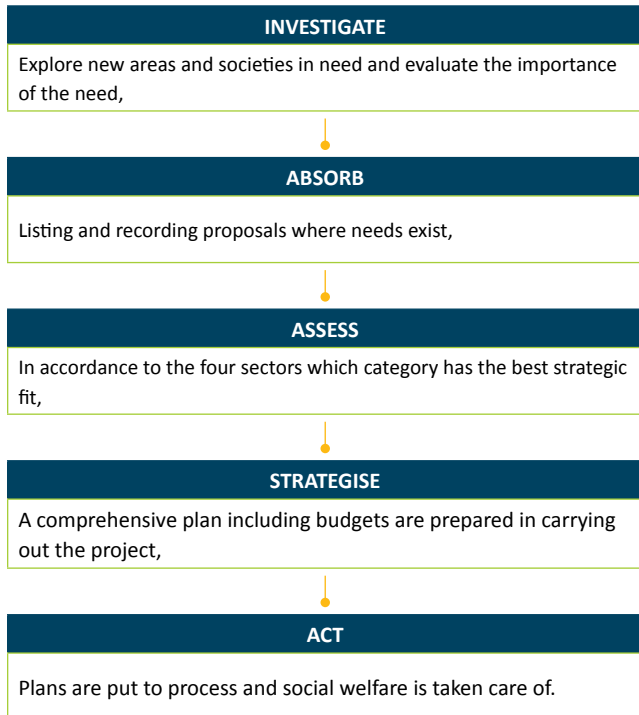 INVESTIGATE
Explore new areas and societies in need and evaluate the importance
of the need,
ABSORB
Listing and recording proposals where needs exist,
ASSESS
In accordance to the four sectors which category has the best strategic
fit,
STRATEGISE
A comprehensive plan including budgets are prepared in carrying
out the project,
ACT
Plans are put to process and social welfare is taken care of.